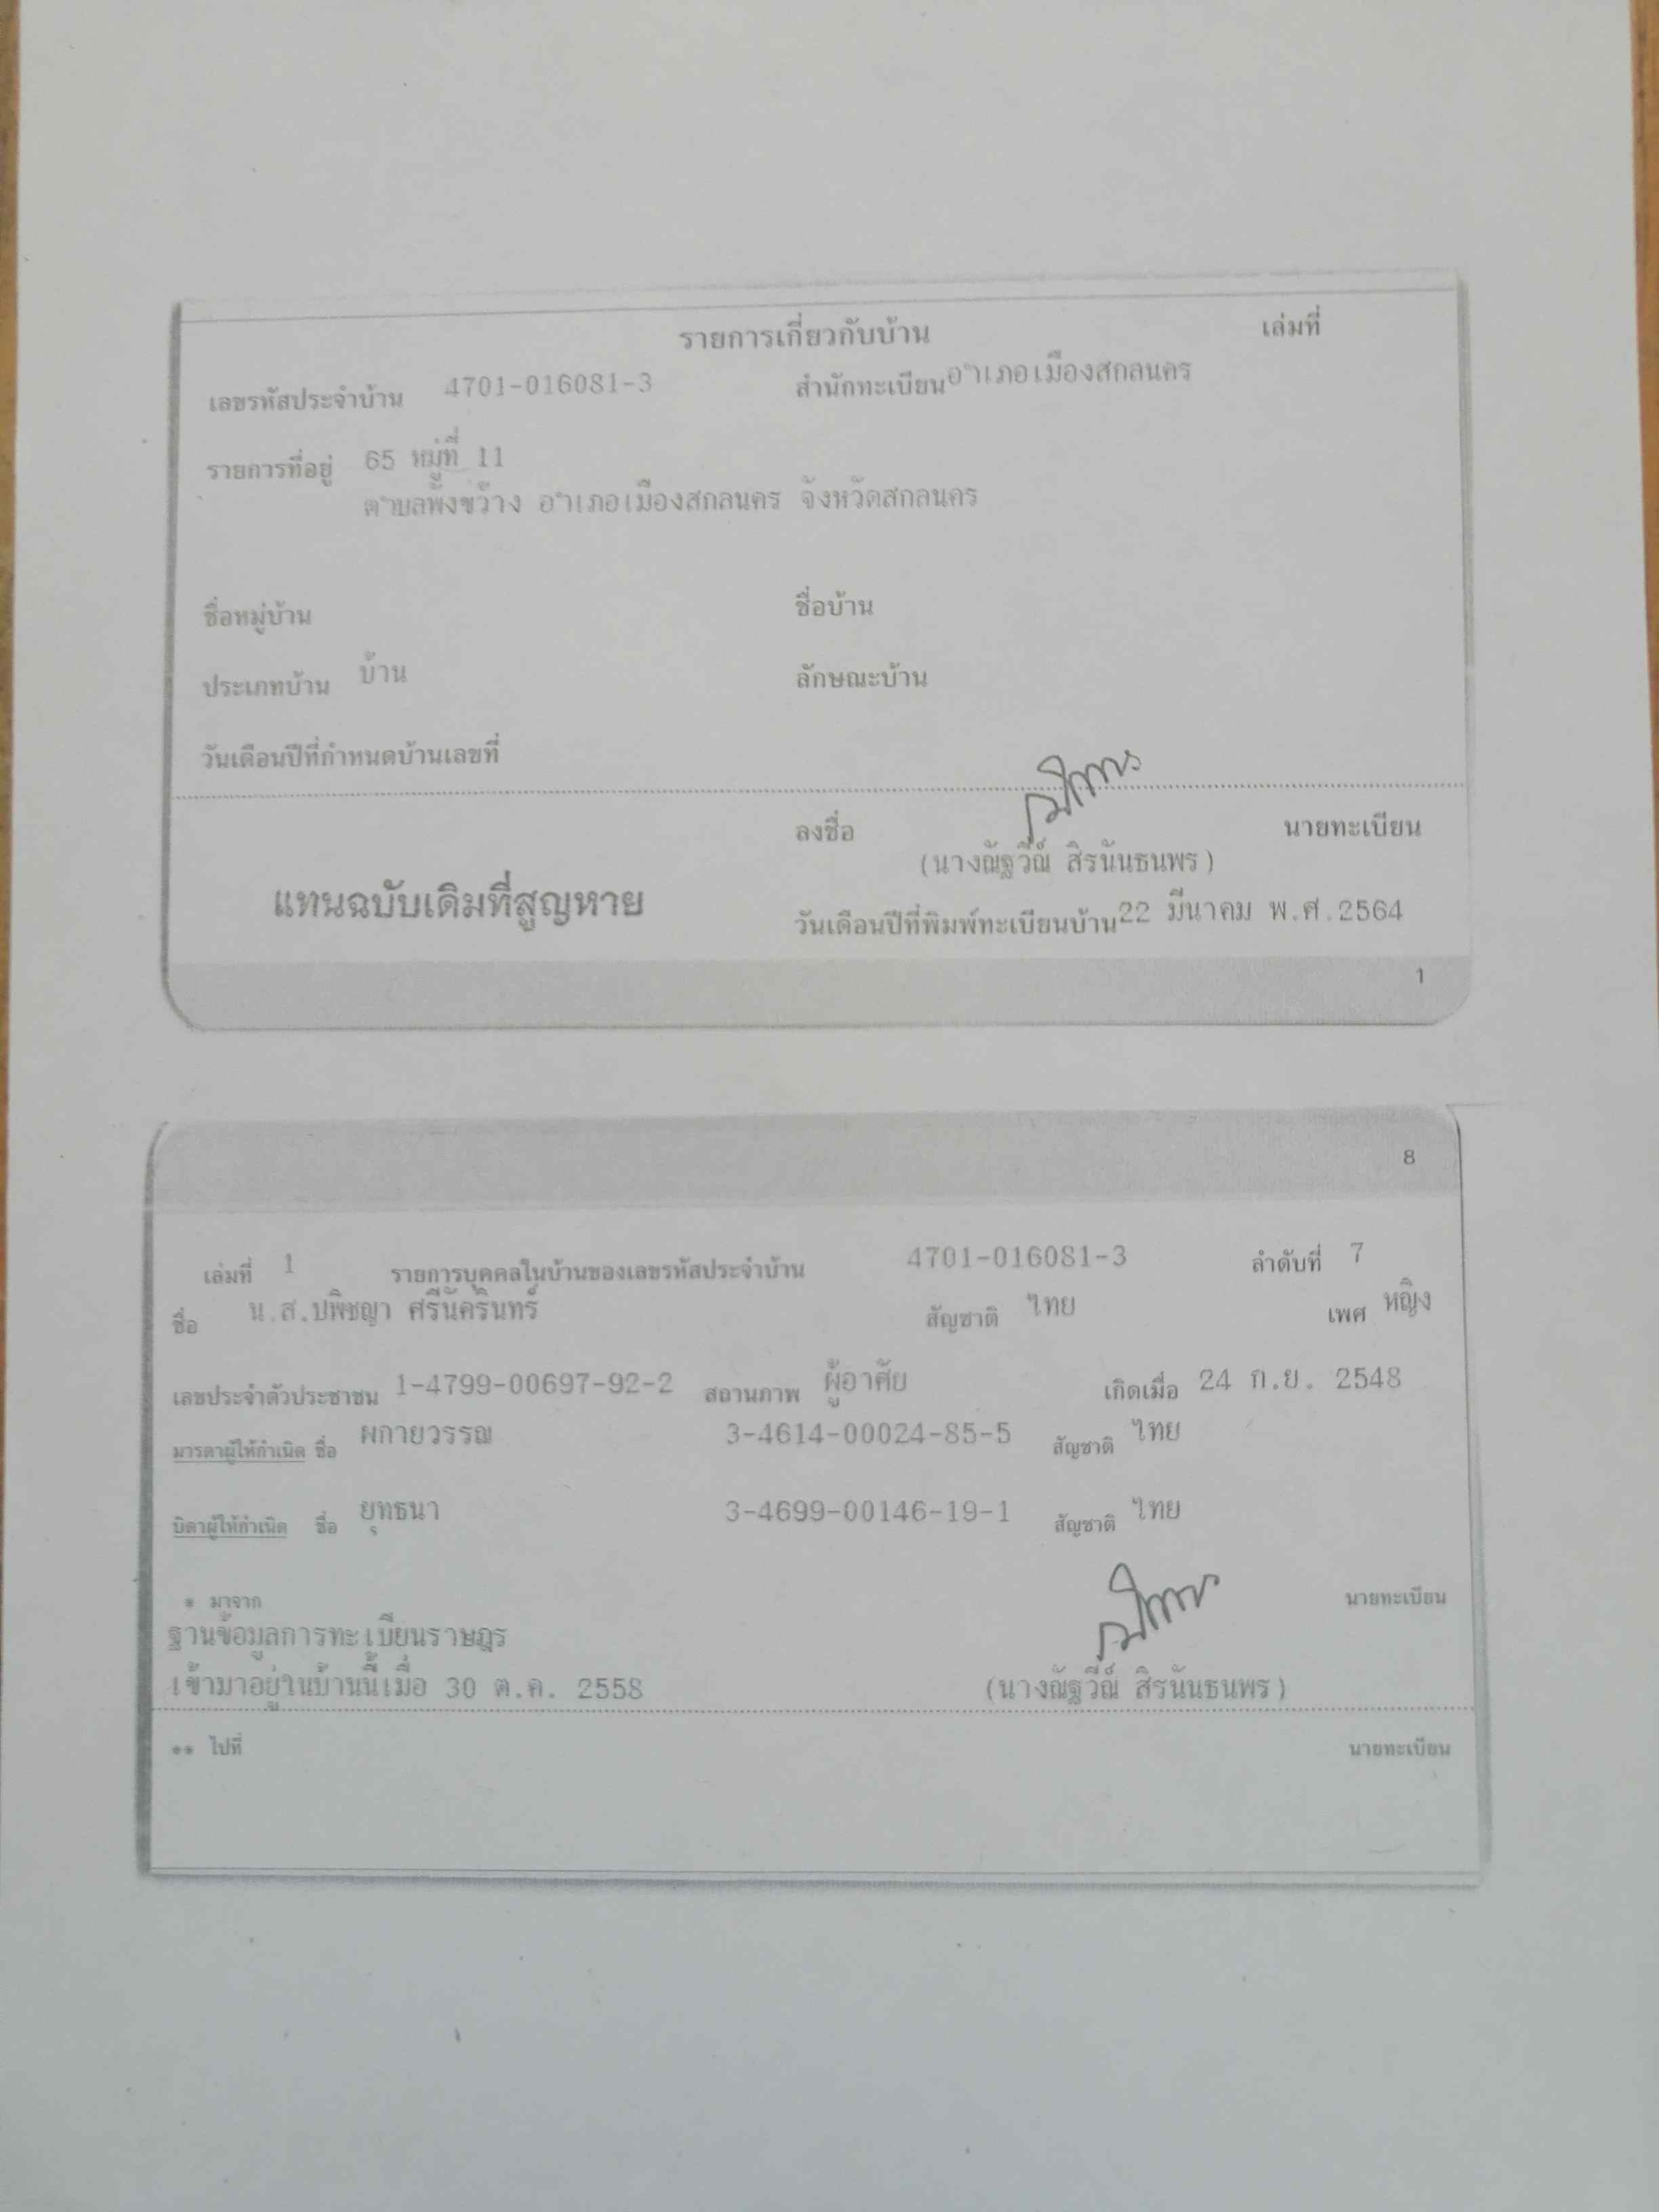 รายการเกี่ยวกับบ้าน เล่มที่
เลขรหัสประจำบ้าน 4701-016081-3 สำนักทะเบียน อำเภอเมืองสกลนคร
รายการที่อยู่ 65 หมู่ที่ 11
ตำบลพังขว้าง อำเภอเมืองสกลนคร จังหวัดสกลนคร
ชื่อหมู่บ้าน ชื่อบ้าน
ประเภทบ้าน บ้าน ลักษณะบ้าน
วันเดือนปีที่กำหนดบ้านเลขที่
ลงชื่อ นายทะเบียน
(นางณัฐวีณ์ สิรนันธนพร)
แทนฉบับเดิมที่สูญหาย
วันเดือนปีที่พิมพ์ทะเบียนบ้าน 22 มีนาคม พ.ศ.2564
1
8
เล่มที่ 1 รายการบุคคลในบ้านของเลขรหัสประจำบ้าน 4701-016081-3 ลำดับที่ 7
ชื่อ น.ส.ปพิชญา ศรีนัครินทร์ สัญชาติ ไทย เพศ หญิง
เลขประจำตัวประชาชน 1-4799-00697-92-2 สถานภาพ ผู้อาศัย เกิดเมื่อ 24 ก.ย. 2548
มารดาผู้ให้กำเนิด ชื่อ ผกายวรรณ 3-4614-00024-85-5 สัญชาติ ไทย
บิดาผู้ให้กำเนิด ชื่อ ยุทธนา 3-4699-00146-19-1 สัญชาติ ไทย
* มาจาก นายทะเบียน
ฐานข้อมูลการทะเบียนราษฎร
เข้ามาอยู่ในบ้านนี้เมื่อ 30 ต.ค. 2558 (นางณัฐวีณ์ สิรนันธนพร)
** ไปที่ นายทะเบียน